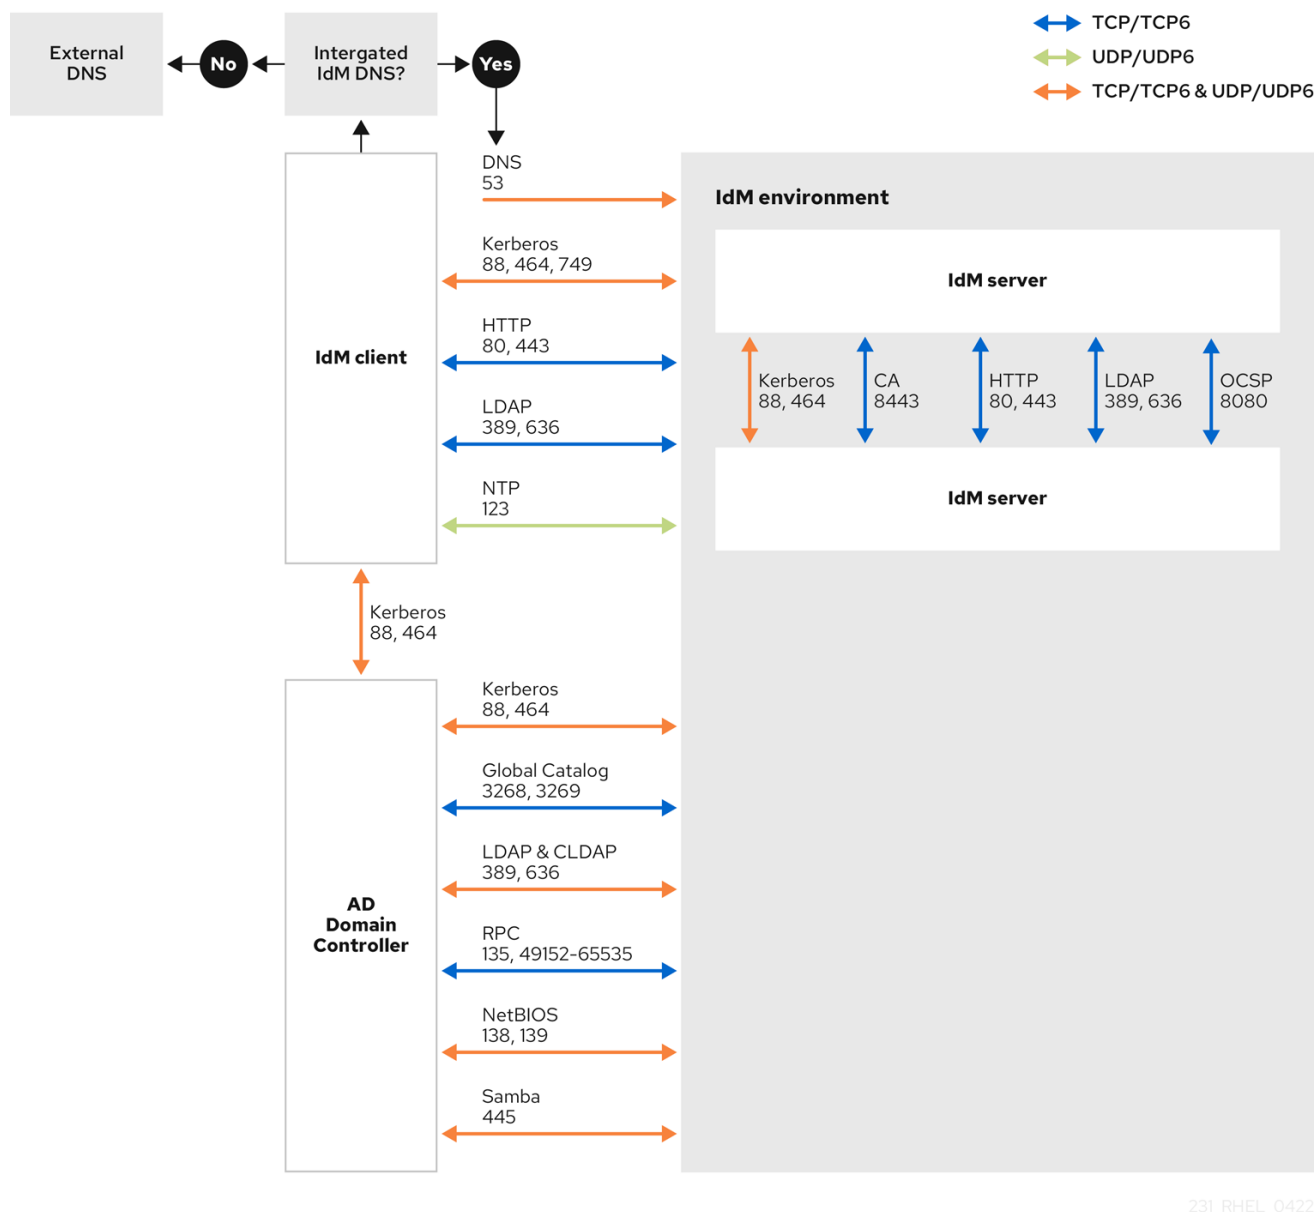 External
DNS
No
Intergated
IdM DNS?
Yes
TCP/TCP6
UDP/UDP6
TCP/TCP6 & UDP/UDP6
IdM client
DNS
53
Kerberos
88, 464, 749
HTTP
80, 443
LDAP
389, 636
NTP
123
IdM environment
IdM server
Kerberos
88, 464
CA
8443
HTTP
80, 443
LDAP
389, 636
OCSP
8080
IdM server
Kerberos
88, 464
AD
Domain
Controller
Kerberos
88, 464
Global Catalog
3268, 3269
LDAP & CLDAP
389, 636
RPC
135, 49152-65535
NetBIOS
138, 139
Samba
445
231_RHEL_0422